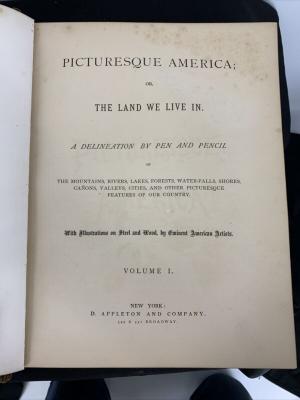 PICTURESQUE AMERICA;
OR,
THE LAND WE LIVE IN.
A DELINEATION BY PEN AND PENCIL
OF
THE MOUNTAINS, RIVERS, LAKES, FORESTS, WATER-FALLS, SHORES,
CAÑONS, VALLEYS, CITIES, AND OTHER PICTURESQUE
FEATURES OF OUR COUNTRY.
With Illustrations on Steel and Wood, by Eminent American Artists.
VOLUME I.
NEW YORK:
D. APPLETON AND COMPANY.
549 & 551 BROADWAY.